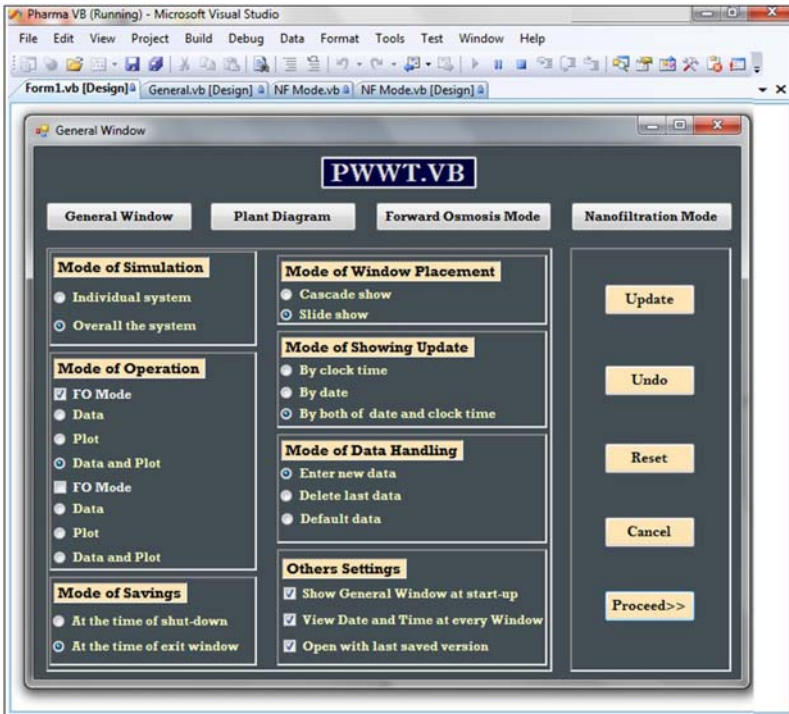 Pharma VB (Running) - Microsoft Visual Studio
File Edit View Project Build Debug Data Format Tools Test Window Help
Form1.vb [Design] General.vb [Design] NF Mode.vb NF Mode.vb [Design]
General Window
PWWT.VB
General Window Plant Diagram Forward Osmosis Mode Nanofiltration Mode
Mode of Simulation
Individual system
Overall the system
Mode of Operation
FO Mode
Data
Plot
Data and Plot
FO Mode
Data
Plot
Data and Plot
Mode of Savings
At the time of shut-down
At the time of exit window
Mode of Window Placement
Cascade show
Slide show
Mode of Showing Update
By clock time
By date
By both of date and clock time
Mode of Data Handling
Enter new data
Delete last data
Default data
Others Settings
Show General Window at start-up
View Date and Time at every Window
Open with last saved version
Update
Undo
Reset
Cancel
Proceed>>